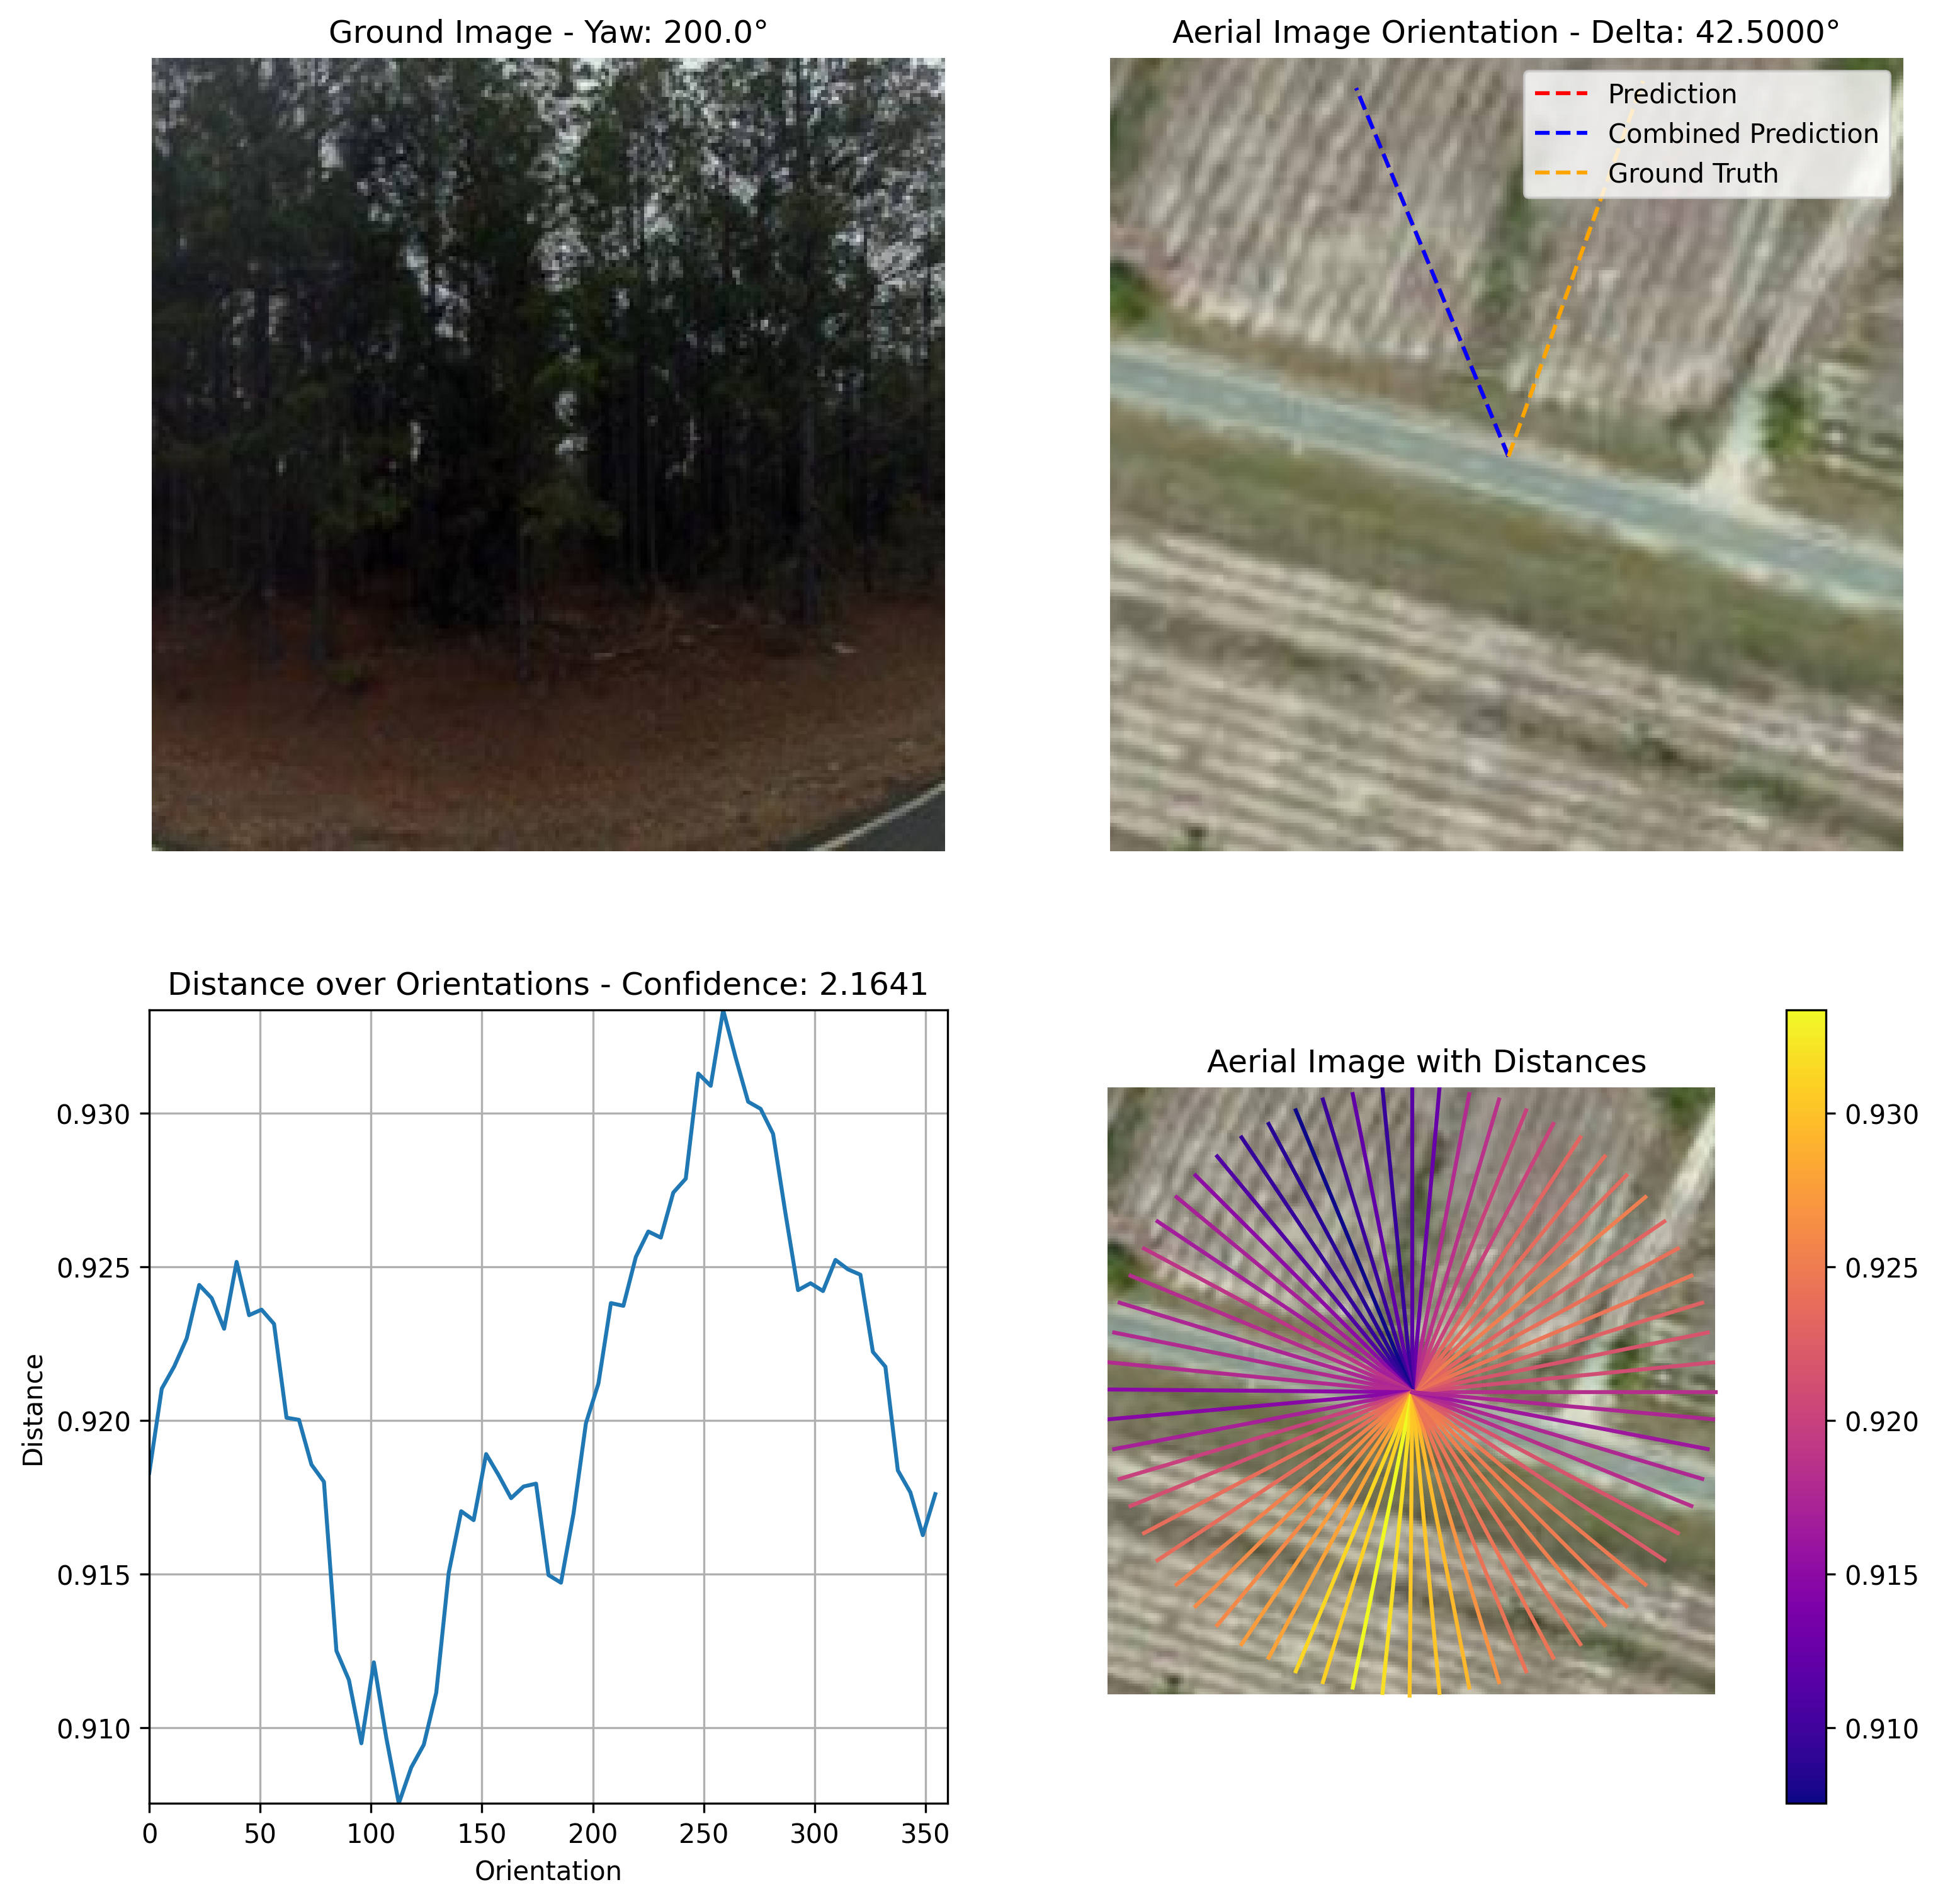 Ground Image - Yaw: 200.0°
Aerial Image Orientation - Delta: 42.5000°
Prediction
Combined Prediction
Ground Truth
Distance over Orientations - Confidence: 2.1641
Distance
0.930
0.925
0.920
0.915
0.910
0 50 100 150 200 250 300 350
Orientation
Aerial Image with Distances
0.930
0.925
0.920
0.915
0.910